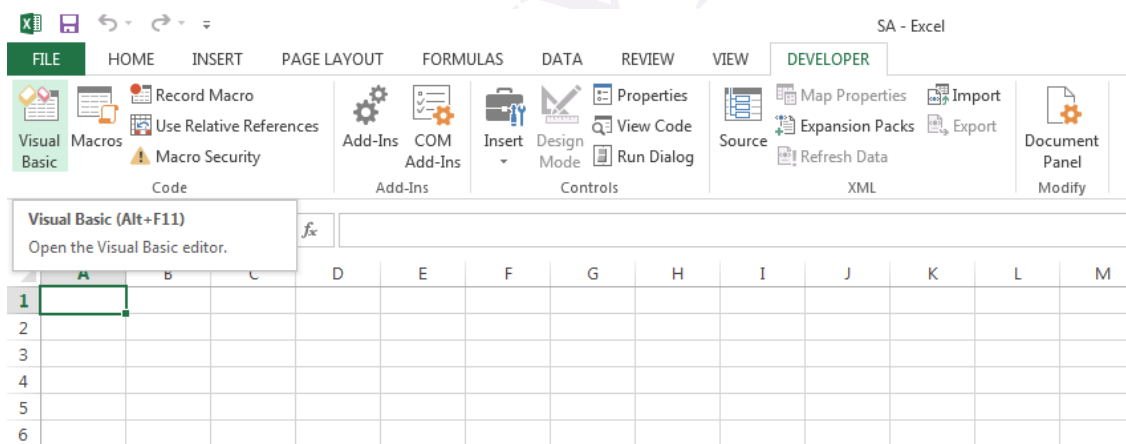 SA - Excel
FILE HOME INSERT PAGE LAYOUT FORMULAS DATA REVIEW VIEW DEVELOPER
Visual Basic
Macros
Record Macro
Use Relative References
Macro Security
Code
Add-Ins
COM Add-Ins
Add-Ins
Insert
Design Mode
Properties
View Code
Run Dialog
Controls
Source
Map Properties
Expansion Packs
Refresh Data
Import
Export
XML
Document Panel
Modify
Visual Basic (Alt+F11)
Open the Visual Basic editor.
fx
A B C D E F G H I J K L M
1
2
3
4
5
6